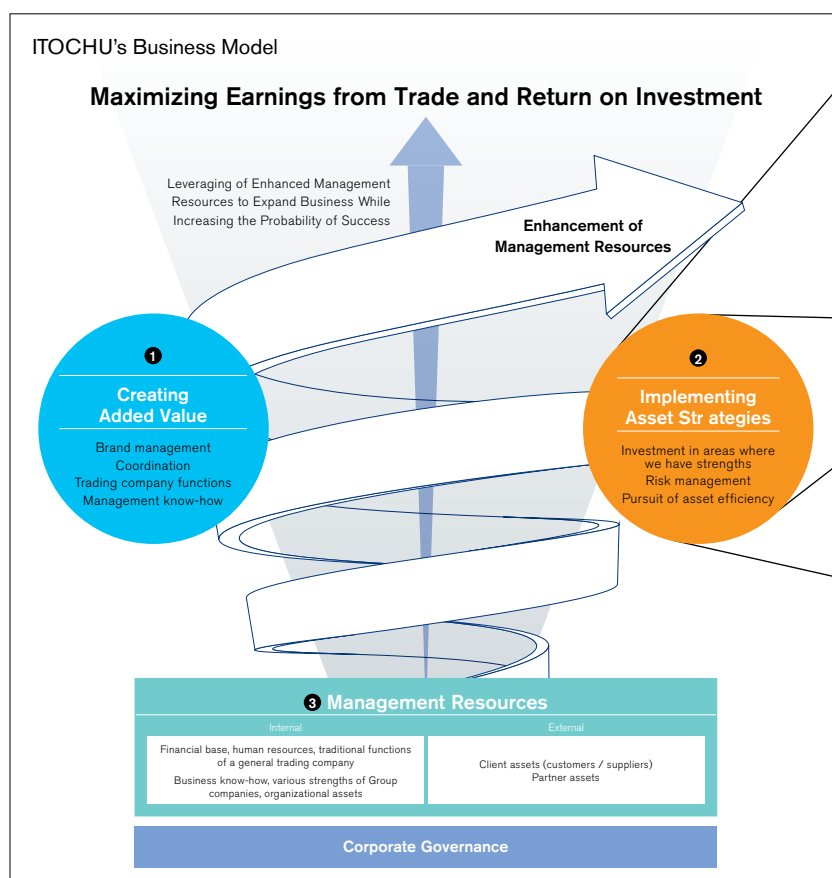 ITOCHU's Business Model
Maximizing Earnings from Trade and Return on Investment
Leveraging of Enhanced Management
Resources to Expand Business While
Increasing the Probability of Success
Enhancement of
Management Resources
1
Creating
Added Value
Brand management
Coordination
Trading company functions
Management know-how
2
Implementing
Asset Str ategies
Investment in areas where
we have strengths
Risk management
Pursuit of asset efficiency
3 Management Resources
Internal
Financial base, human resources, traditional functions
of a general trading company
Business know-how, various strengths of Group
companies, organizational assets
External
Client assets (customers / suppliers)
Partner assets
Corporate Governance